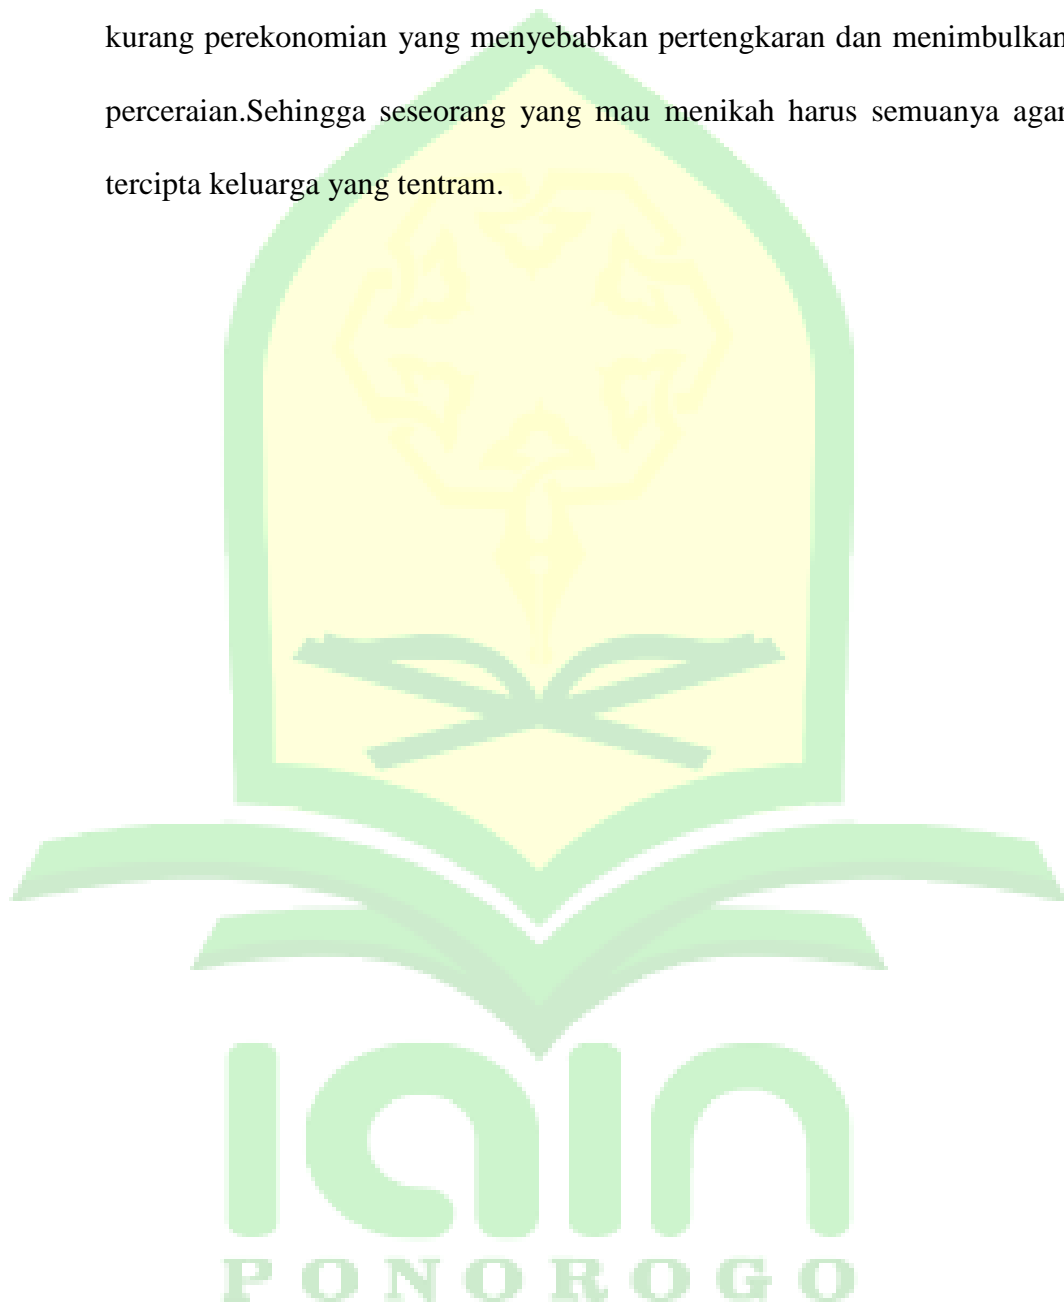 kurang perekonomian yang menyebabkan pertengkaran dan menimbulkan
perceraian.Sehingga seseorang yang mau menikah harus semuanya agar
tercipta keluarga yang tentram.
iain
PONOROGO